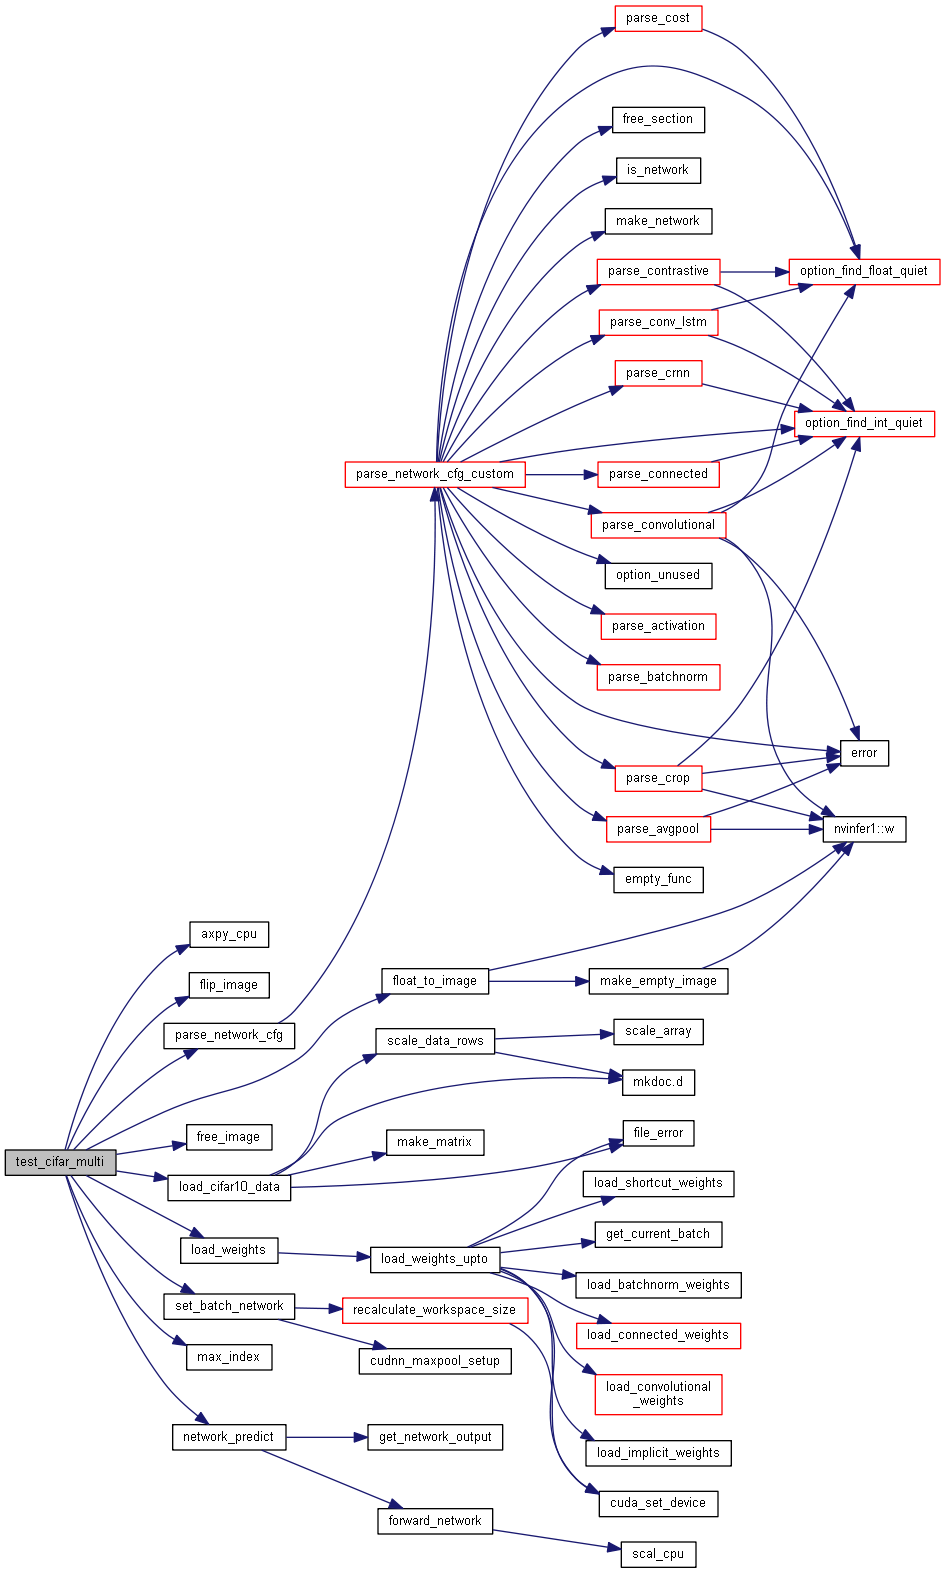 parse_cost
free_section
is_network
make_network
parse_contrastive
option_find_float_quiet
parse_conv_lstm
parse_crnn
option_find_int_quiet
parse_network_cfg_custom
parse_connected
parse_convolutional
option_unused
parse_activation
parse_batchnorm
error
parse_crop
parse_avgpool
nvinfer1::w
empty_func
axpy_cpu
flip_image
float_to_image
make_empty_image
parse_network_cfg
scale_data_rows
scale_array
mkdoc.d
free_image
make_matrix
file_error
test_cifar_multi
load_cifar10_data
load_shortcut_weights
load_weights
load_weights_upto
get_current_batch
load_batchnorm_weights
set_batch_network
recalculate_workspace_size
load_connected_weights
max_index
cudnn_maxpool_setup
load_convolutional
_weights
network_predict
get_network_output
load_implicit_weights
cuda_set_device
forward_network
scal_cpu